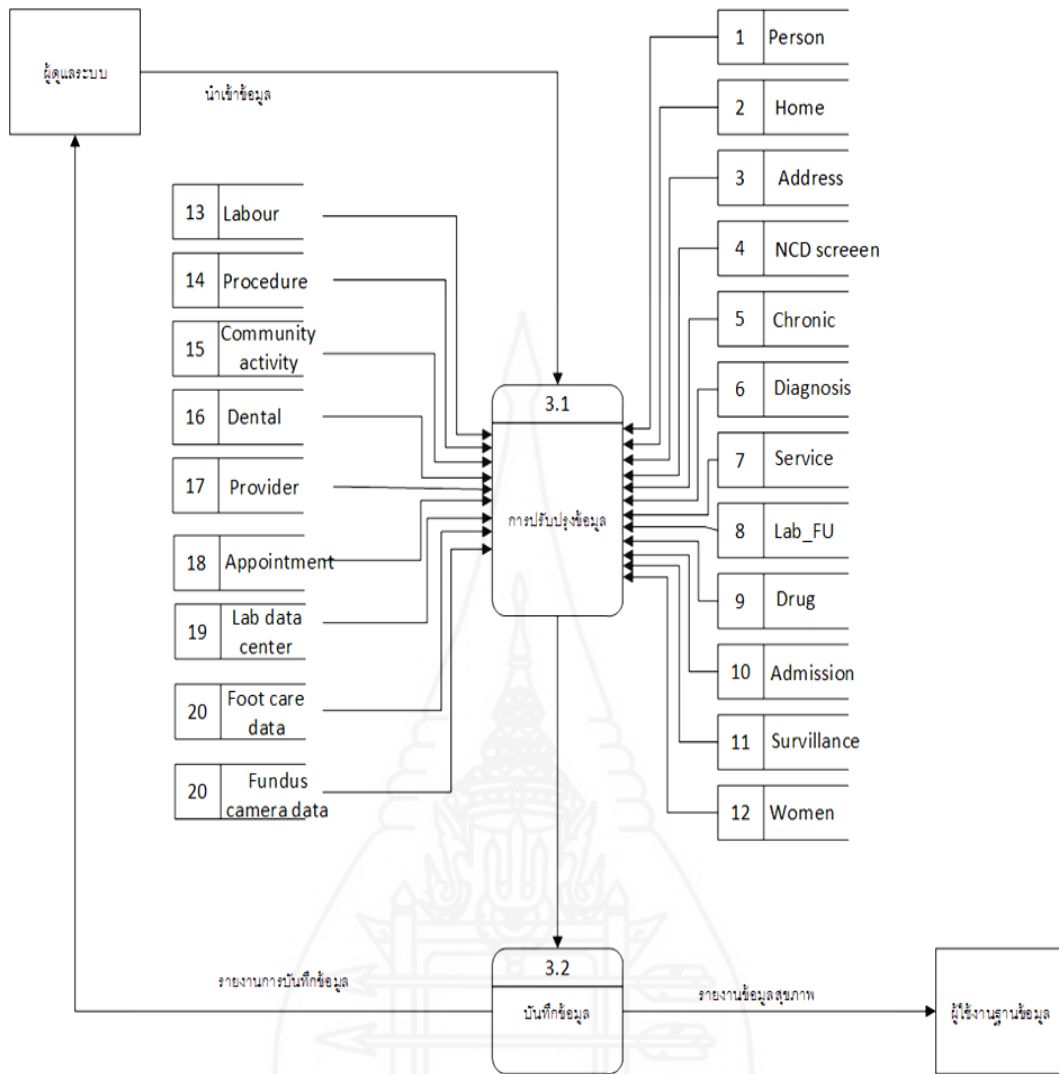 ผู้ดูแลระบบ
นำเข้าข้อมูล
1 Person
2 Home
3 Address
4 NCD screeen
5 Chronic
6 Diagnosis
7 Service
8 Lab_FU
9 Drug
10 Admission
11 Survillance
12 Women
13 Labour
14 Procedure
15 Community
activity
16 Dental
17 Provider
18 Appointment
19 Lab data
center
20 Foot care
data
20 Fundus
camera data
3.1
การปรับปรุงข้อมูล
3.2
บันทึกข้อมูล
รายงานการบันทึกข้อมูล
รายงานข้อมูลสุขภาพ
ผู้ใช้งานฐานข้อมูล